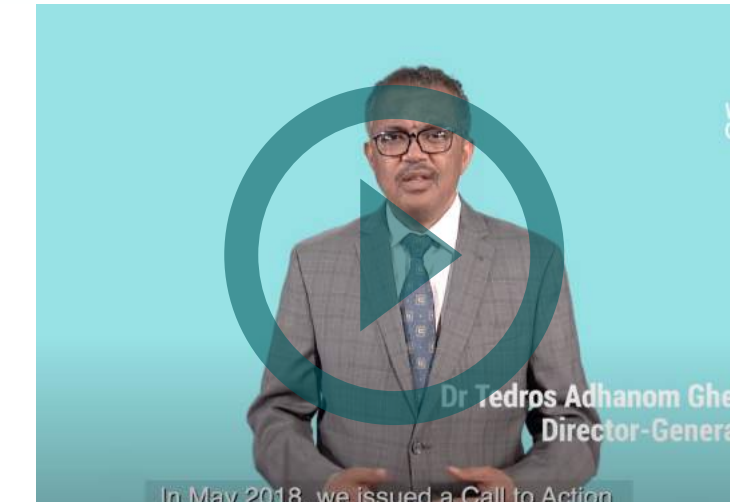 Dr Tedros Adhanom Ghe
Director-Genera
In May 2018, we issued a Call to Action